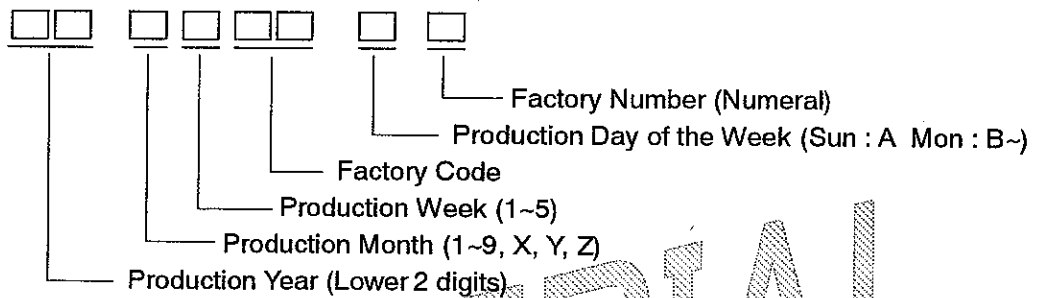 Factory Number (Numeral)
Production Day of the Week (Sun : A Mon : B~)
Factory Code
Production Week (1~5)
Production Month (1~9, X, Y, Z)
Production Year (Lower 2 digits)